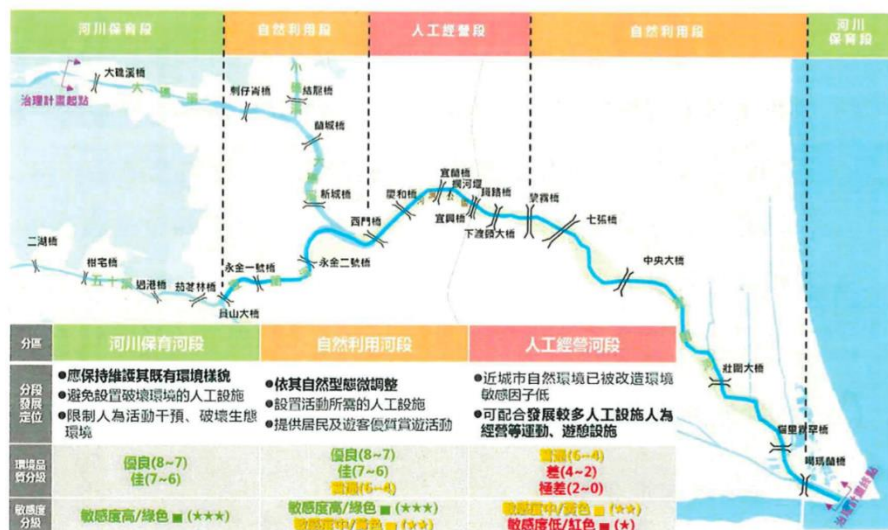 河川保育段
自然利用段
人工經營段
自然利用段
河川
保育段
大礁溪橋
治理計畫起點
大礁溪
剃仔崙橋
小礁溪
結駁橋
蘭城橋
大礁溪
新城橋
西門橋
慶和橋
宜蘭橋
宜興橋
下渡頭大橋
黎霧橋
七張橋
中央大橋
二湖橋
柑宅橋
五十溪
過港橋
茄苳林橋
員山大橋
永金一號橋
永金二號橋
壯圍大橋
貓里霧罕橋
噶瑪蘭橋
治理計畫終點
分區
河川保育河段
自然利用河段
人工經營河段
分段
發展
定位
●應保持維護其既有環境樣貌
●避免設置破壞環境的人工設施
●限制人為活動干預、破壞生態
環境
●依其自然型態微調整
●設置活動所需的人工設施
●提供居民及遊客優質賞遊活動
●近城市自然環境已被改造環境
敏感因子低
●可配合發展較多人工設施人為
經營等運動、遊憩設施
環境品
質分級
優良(8~7)
佳(7~6)
優良(8~7)
佳(7~6)
普通(6~4)
普通(6~4)
差(4~2)
極差(2~0)
敏感度
分級
敏感度高/綠色■(★★★)
敏感度高/綠色■(★★★)
敏感度中/黃色■(★★)
敏感度中/黃色■(★★)
敏感度低/紅色■(★)